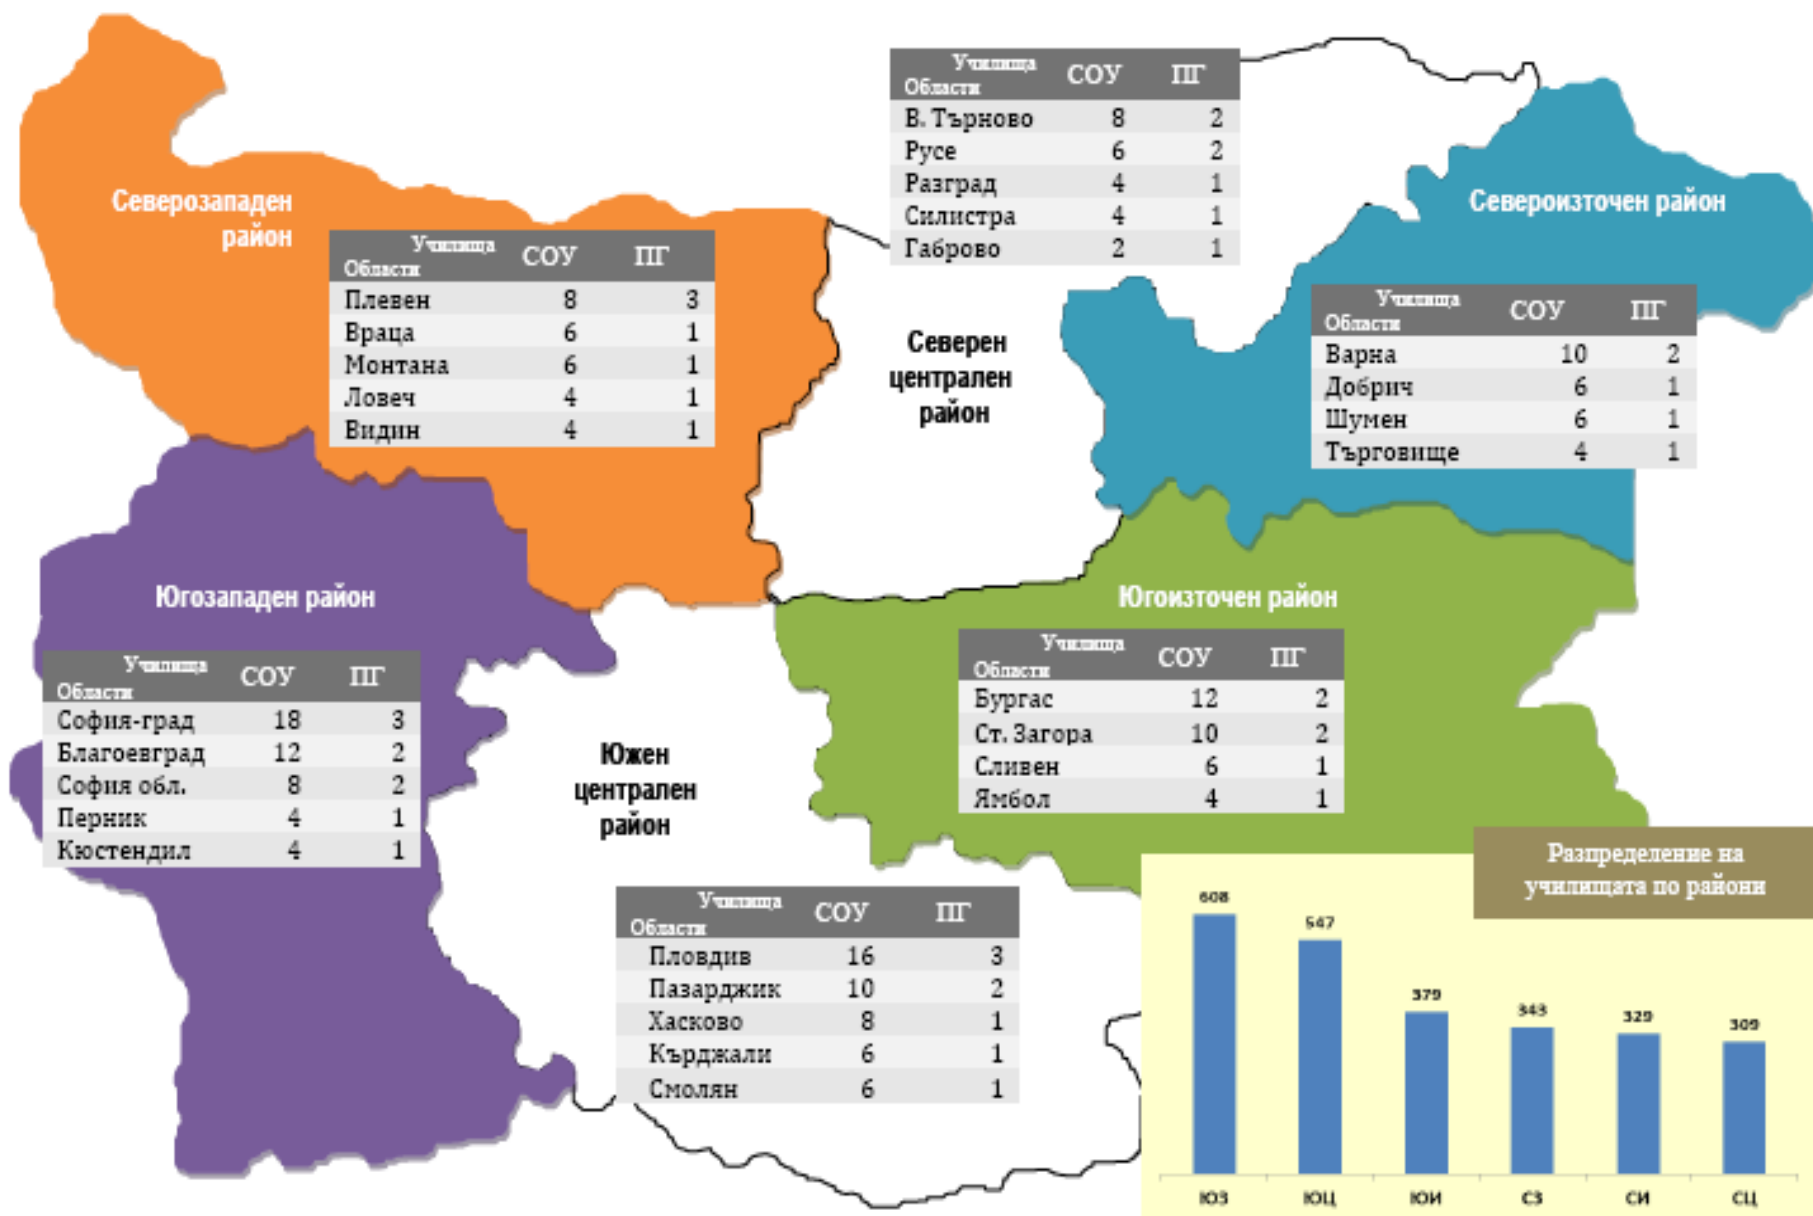 Северозападен
район
Училища
Области СОУ ПГ
Плевен 8 3
Враца 6 1
Монтана 6 1
Ловеч 4 1
Видин 4 1
Училища
Области СОУ ПГ
В. Търново 8 2
Русе 6 2
Разград 4 1
Силистра 4 1
Габрово 2 1
Северен
централен
район
Североизточен район
Училища
Области СОУ ПГ
Варна 10 2
Добрич 6 1
Шумен 6 1
Търговище 4 1
Югозападен район
Училища
Области СОУ ПГ
София-град 18 3
Благоевград 12 2
София обл. 8 2
Перник 4 1
Кюстендил 4 1
Южен
централен
район
Училища
Области СОУ ПГ
Пловдив 16 3
Пазарджик 10 2
Хасково 8 1
Кърджали 6 1
Смолян 6 1
Югоизточен район
Училища
Области СОУ ПГ
Бургас 12 2
Ст. Загора 10 2
Сливен 6 1
Ямбол 4 1
Разпределение на
училищата по райони
608 547 379 343 329 309
ЮЗ ЮЦ ЮИ СЗ СИ СЦ